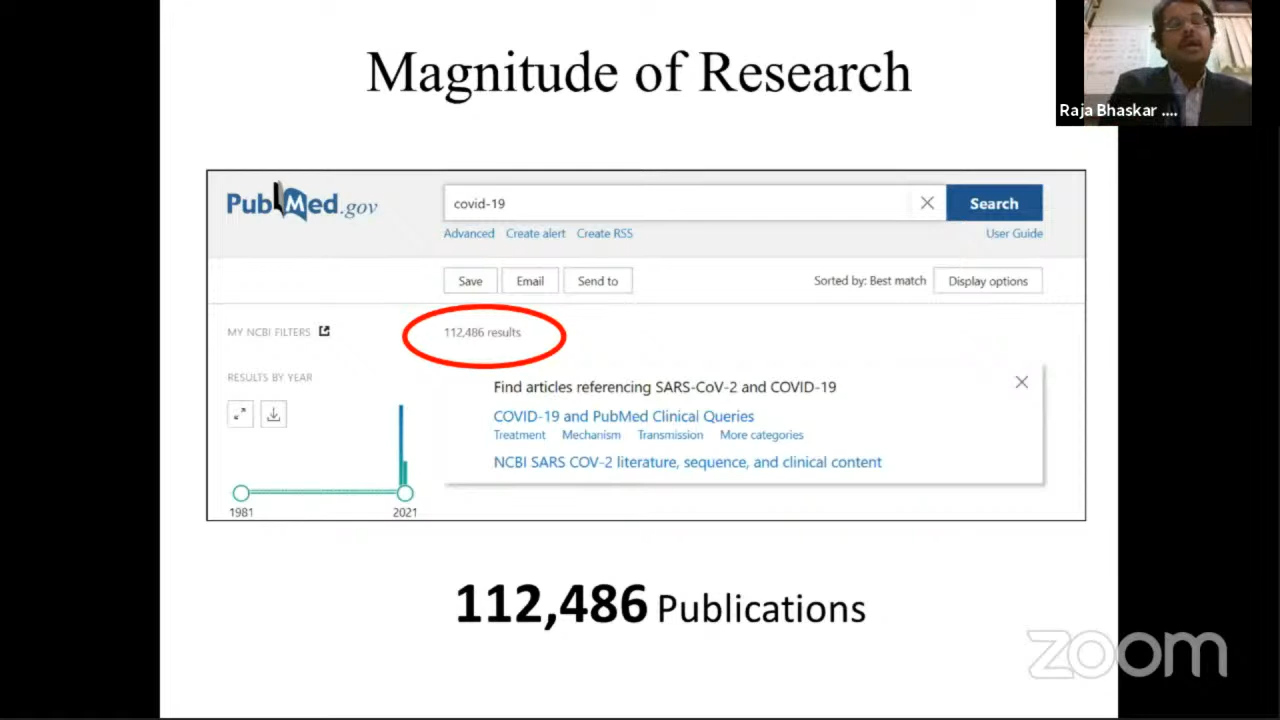 Magnitude of Research
Raja Bhaskar ....
PubMed.gov
covid-19
Search
Advanced Create alert Create RSS
User Guide
Save Email Send to
Sorted by: Best match Display options
MY NCBI FILTERS
112,486 results
RESULTS BY YEAR
Find articles referencing SARS-CoV-2 and COVID-19
COVID-19 and PubMed Clinical Queries
Treatment Mechanism Transmission More categories
NCBI SARS COV-2 literature, sequence, and clinical content
1981 2021
112,486 Publications
zoom